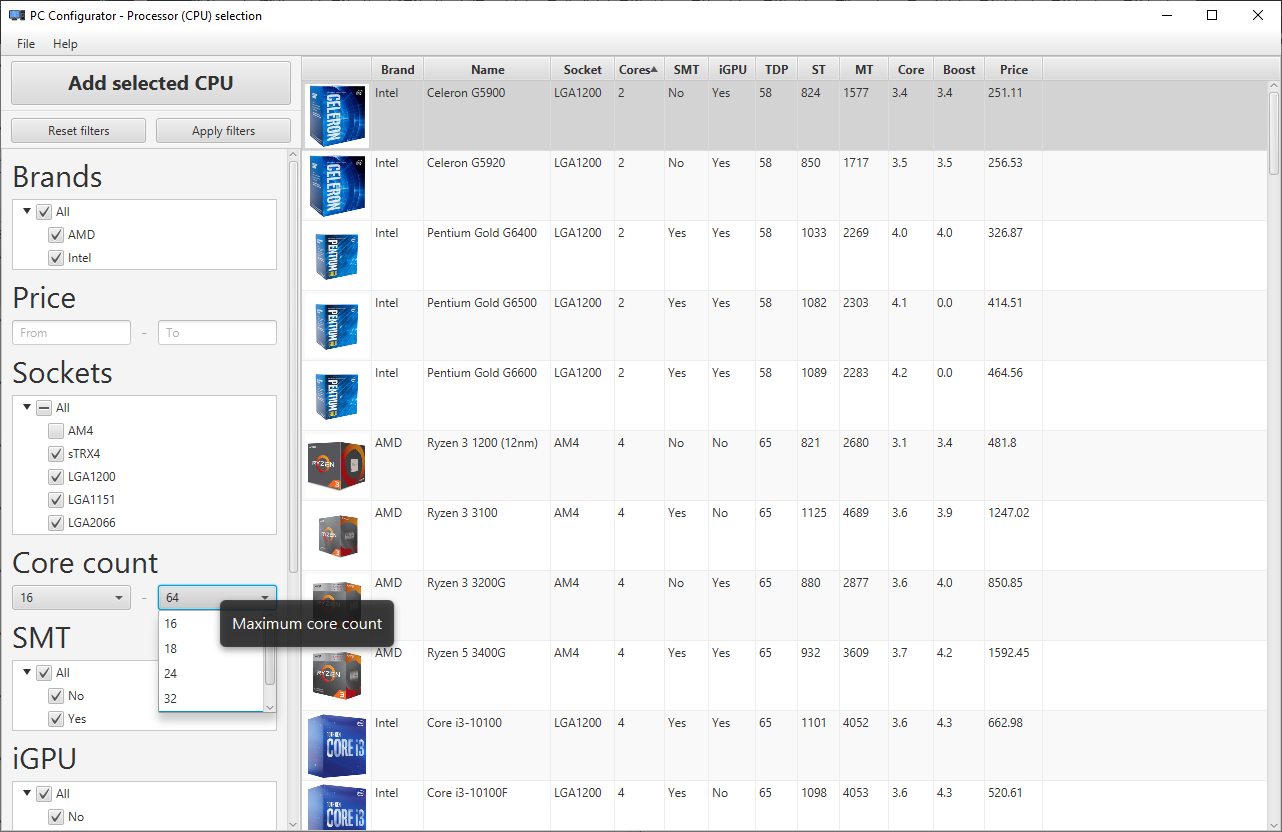 PC Configurator - Processor (CPU) selection
File Help
Add selected CPU
Reset filters Apply filters
Brands
All
AMD
Intel
Price
From - To
Sockets
All
AM4
sTRX4
LGA1200
LGA1151
LGA2066
Core count
16 - 64
16
18
24
32
Maximum core count
SMT
All
No
Yes
iGPU
All
No
Brand Name Socket Cores SMT iGPU TDP ST MT Core Boost Price
CELERON Intel Celeron G5900 LGA1200 2 No Yes 58 824 1577 3.4 3.4 251.11
CELERON Intel Celeron G5920 LGA1200 2 No Yes 58 850 1717 3.5 3.5 256.53
PENTIUM Intel Pentium Gold G6400 LGA1200 2 Yes Yes 58 1033 2269 4.0 4.0 326.87
PENTIUM Intel Pentium Gold G6500 LGA1200 2 Yes Yes 58 1082 2303 4.1 0.0 414.51
PENTIUM Intel Pentium Gold G6600 LGA1200 2 Yes Yes 58 1089 2283 4.2 0.0 464.56
RYZEN 3 AMD Ryzen 3 1200 (12nm) AM4 4 No No 65 821 2680 3.1 3.4 481.8
RYZEN 3 AMD Ryzen 3 3100 AM4 4 Yes No 65 1125 4689 3.6 3.9 1247.02
RYZEN AMD Ryzen 3 3200G AM4 4 No Yes 65 880 2877 3.6 4.0 850.85
RYZEN 3 AMD Ryzen 5 3400G AM4 4 Yes Yes 65 932 3609 3.7 4.2 1592.45
CORE i3 Intel Core i3-10100 LGA1200 4 Yes Yes 65 1101 4052 3.6 4.3 662.98
CORE i3 Intel Core i3-10100F LGA1200 4 Yes No 65 1098 4053 3.6 4.3 520.61